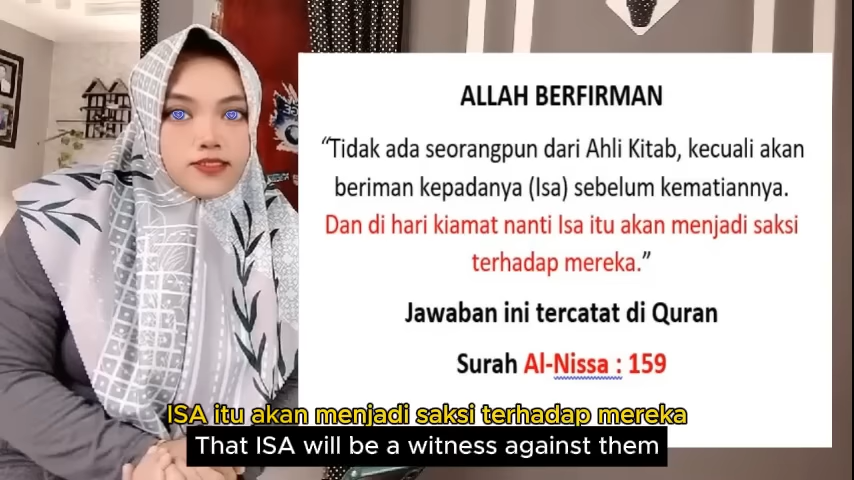 ALLAH BERFIRMAN
“Tidak ada seorangpun dari Ahli Kitab, kecuali akan
beriman kepadanya (Isa) sebelum kematiannya.
Dan di hari kiamat nanti Isa itu akan menjadi saksi
terhadap mereka.”
Jawaban ini tercatat di Quran
Surah Al-Nissa : 159
ISA itu akan menjadi saksi terhadap mereka
That ISA will be a witness against them